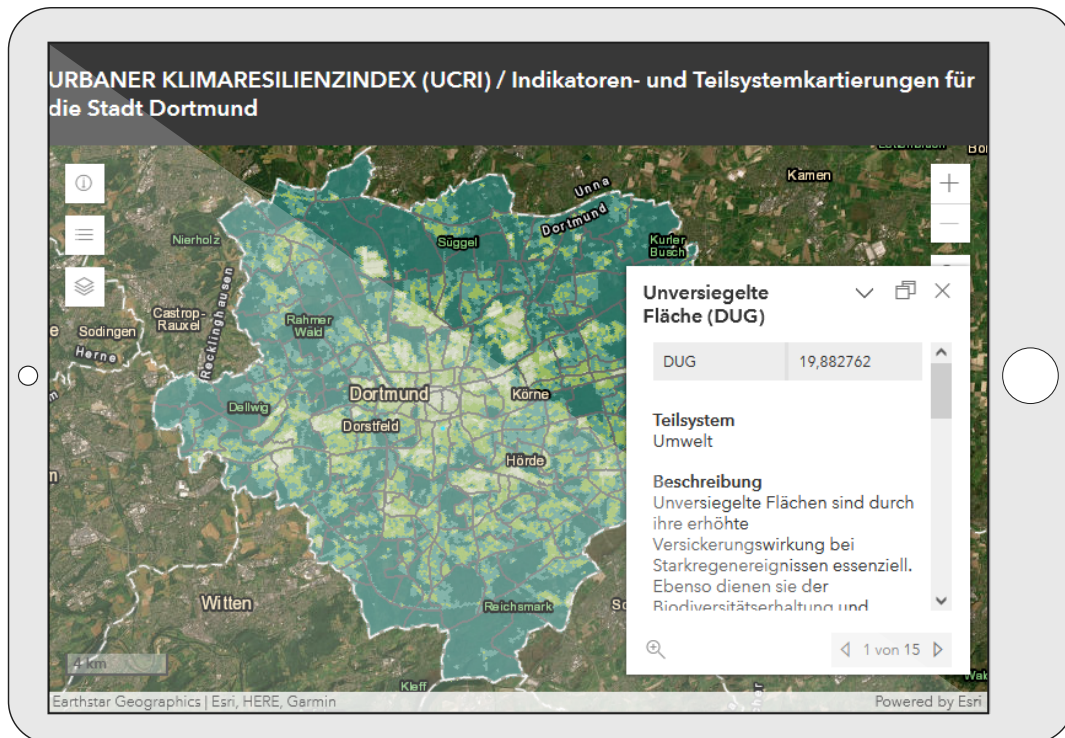 URBANER KLIMARESILIENZINDEX (UCRI) / Indikatoren- und Teilsystemkartierungen für
die Stadt Dortmund
Kamen
Unna
Dortmund
Nierholz
Süggel
Kurler
Busch
Recklinghausen
Castrop-
Rauxel
Sodingen
Herne
Rahmer
Wald
Dortmund
Körne
Dellwig
Dorstfeld
Hörde
Witten
Reichsmark
Kleff
4 km
Unversiegelte
Fläche (DUG)
DUG 19,882762
Teilsystem
Umwelt
Beschreibung
Unversiegelte Flächen sind durch
ihre erhöhte
Versickerungswirkung bei
Starkregenereignissen essenziell.
Ebenso dienen sie der
Biodiversitätserhaltung und
1 von 15
Earthstar Geographics | Esri, HERE, Garmin
Powered by Esri